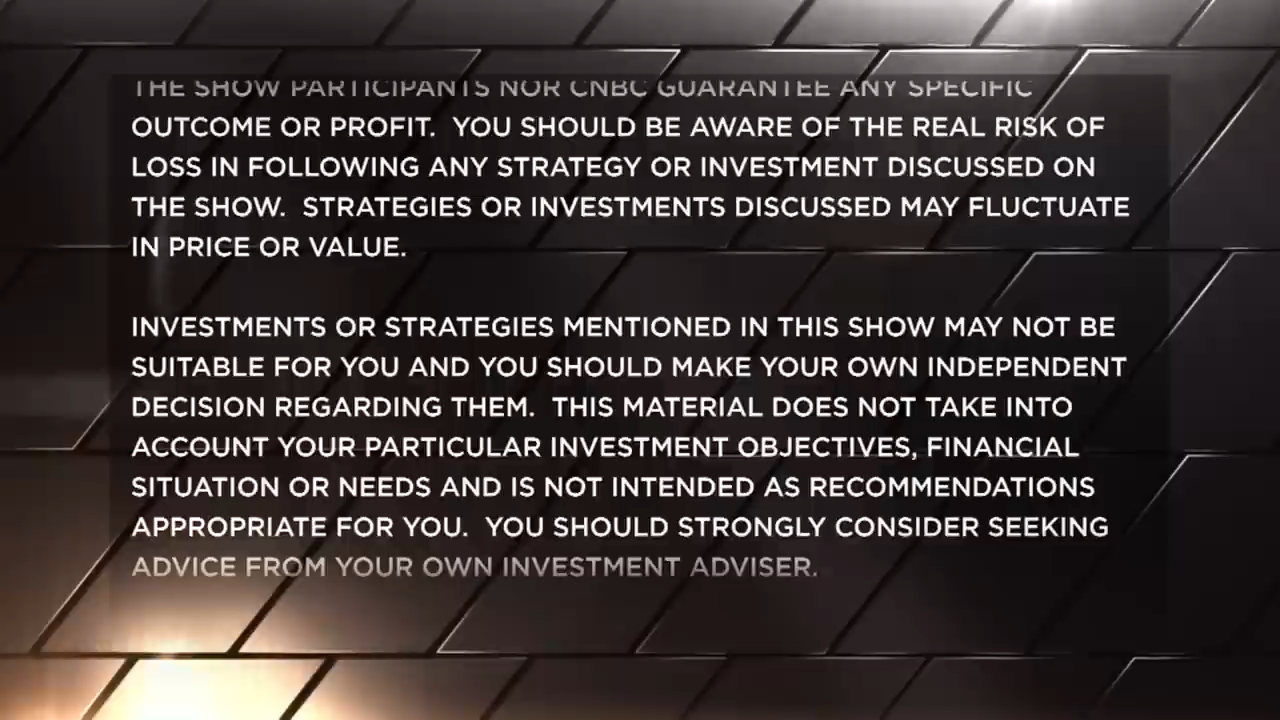 THE SHOW PARTICIPANTS NOR CNBC GUARANTEE ANY SPECIFIC
OUTCOME OR PROFIT. YOU SHOULD BE AWARE OF THE REAL RISK OF
LOSS IN FOLLOWING ANY STRATEGY OR INVESTMENT DISCUSSED ON
THE SHOW. STRATEGIES OR INVESTMENTS DISCUSSED MAY FLUCTUATE
IN PRICE OR VALUE.
INVESTMENTS OR STRATEGIES MENTIONED IN THIS SHOW MAY NOT BE
SUITABLE FOR YOU AND YOU SHOULD MAKE YOUR OWN INDEPENDENT
DECISION REGARDING THEM. THIS MATERIAL DOES NOT TAKE INTO
ACCOUNT YOUR PARTICULAR INVESTMENT OBJECTIVES, FINANCIAL
SITUATION OR NEEDS AND IS NOT INTENDED AS RECOMMENDATIONS
APPROPRIATE FOR YOU. YOU SHOULD STRONGLY CONSIDER SEEKING
ADVICE FROM YOUR OWN INVESTMENT ADVISER.